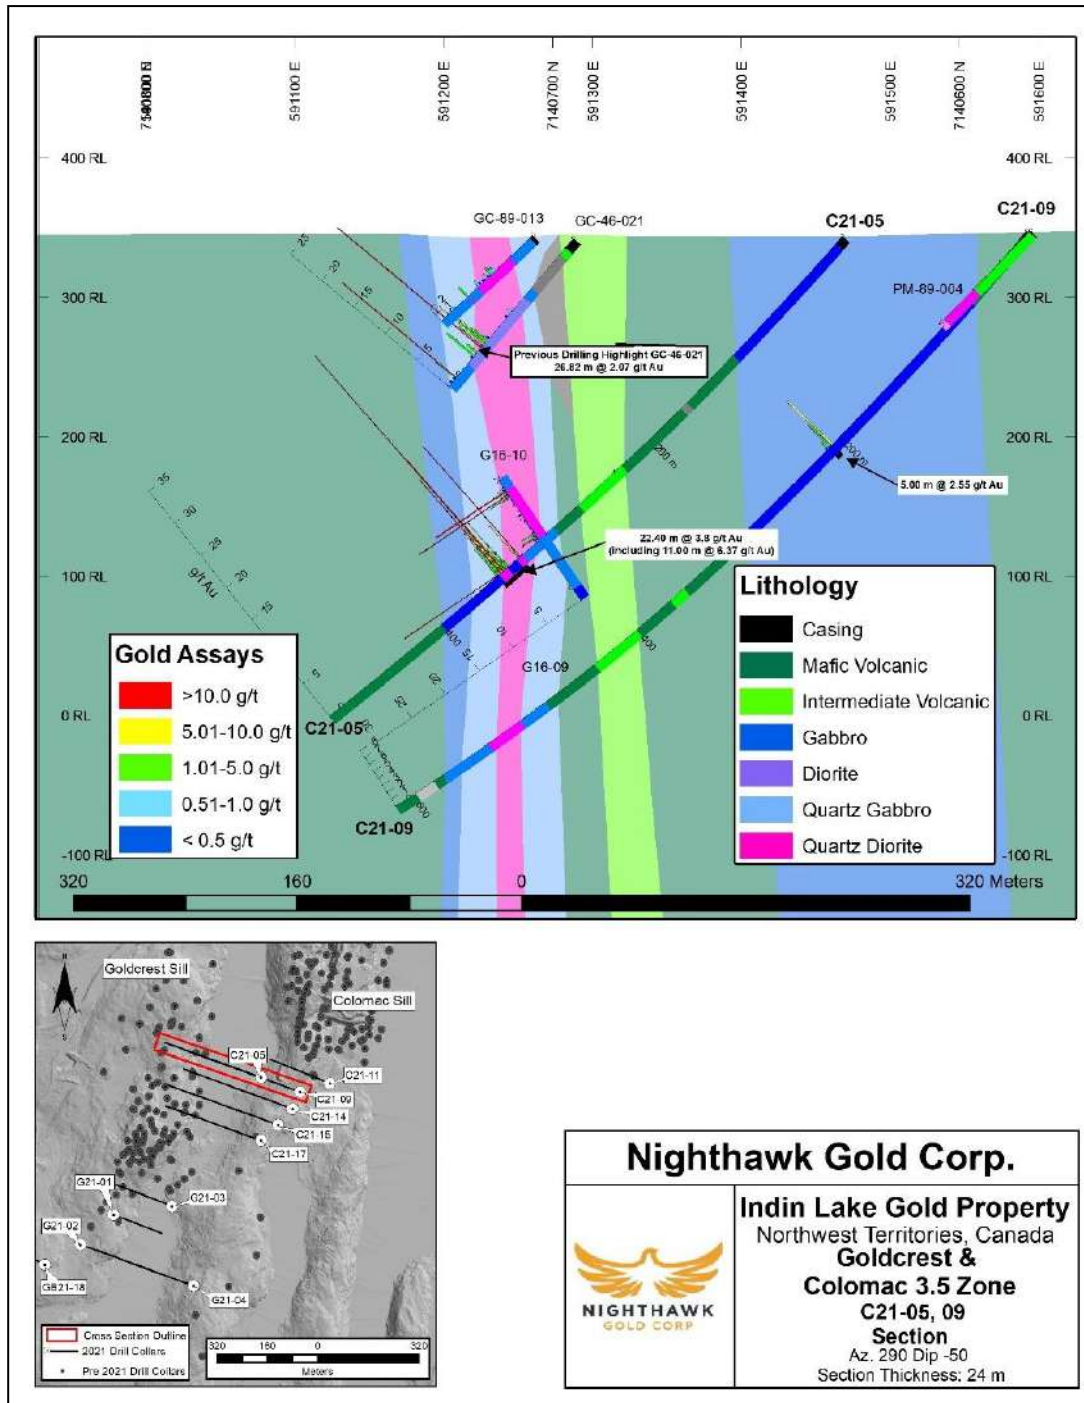 591100 E
591200 E
7140700 N
591300 E
591400 E
591500 E
7140600 N
591600 E
400 RL
400 RL
GC-89-013
GC-46-021
C21-05
C21-09
300 RL
PM-89-064
300 RL
Previous Drilling Highlight GC-46-021
26.82 m @ 2.07 g/t Au
200 RL
200 RL
G16-10
200 m
200m
5.00 m @ 2.55 g/t Au
22.40 m @ 3.8 g/t Au
(including 11.00 m @ 6.37 g/t Au)
100 RL
100 RL
g/t Au
G16-09
0 RL
0 RL
C21-05
C21-09
-100 RL
-100 RL
Gold Assays
>10.0 g/t
5.01-10.0 g/t
1.01-5.0 g/t
0.51-1.0 g/t
< 0.5 g/t
Lithology
Casing
Mafic Volcanic
Intermediate Volcanic
Gabbro
Diorite
Quartz Gabbro
Quartz Diorite
320
160
0
320 Meters
Goldcrest Sill
Colomac Sill
N
S
C21-05
C21-11
C21-09
C21-14
C21-15
C21-17
G21-01
G21-03
G21-02
GB21-18
G21-04
Cross Section Outline
2021 Drill Collars
Pre 2021 Drill Collars
320
160
0
320
Meters
Nighthawk Gold Corp.
NIGHTHAWK
GOLD CORP
Indin Lake Gold Property
Northwest Territories, Canada
Goldcrest &
Colomac 3.5 Zone
C21-05, 09
Section
Az. 290 Dip -50
Section Thickness: 24 m